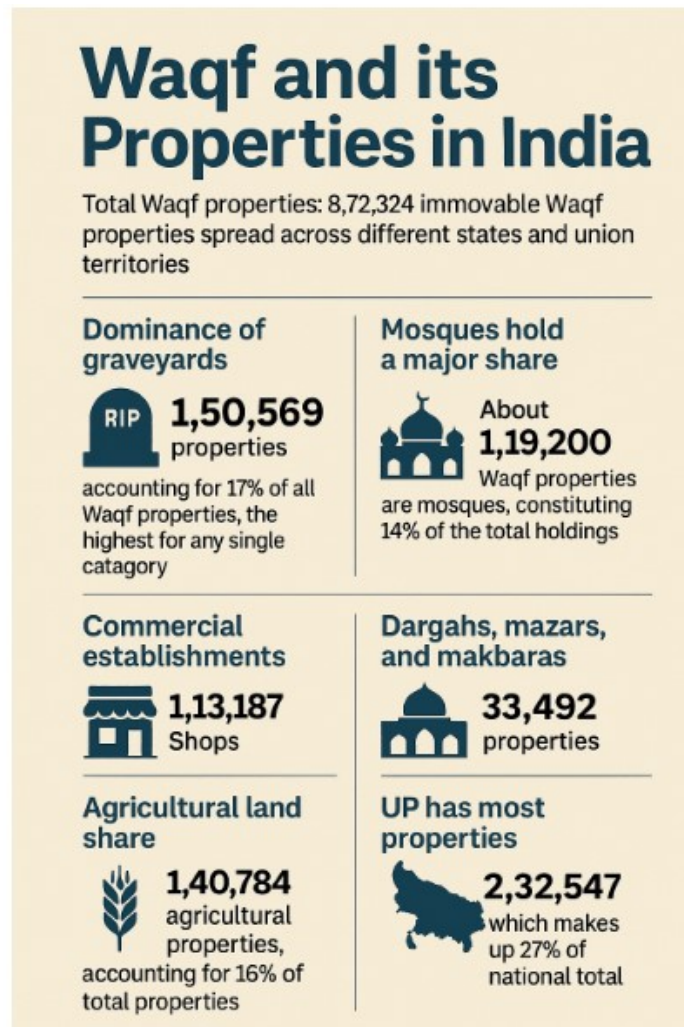 Waqf and its
Properties in India
Total Waqf properties: 8,72,324 immovable Waqf
properties spread across different states and union
territories
Dominance of
graveyards
RIP
1,50,569
properties
accounting for 17% of all
Waqf properties, the
highest for any single
catagory
Mosques hold
a major share
About
1,19,200
Waqf properties
are mosques, constituting
14% of the total holdings
Commercial
establishments
1,13,187
Shops
Dargahs, mazars,
and makbaras
33,492
properties
Agricultural land
share
1,40,784
agricultural
properties,
accounting for 16% of
total properties
UP has most
properties
2,32,547
which makes
up 27% of
national total